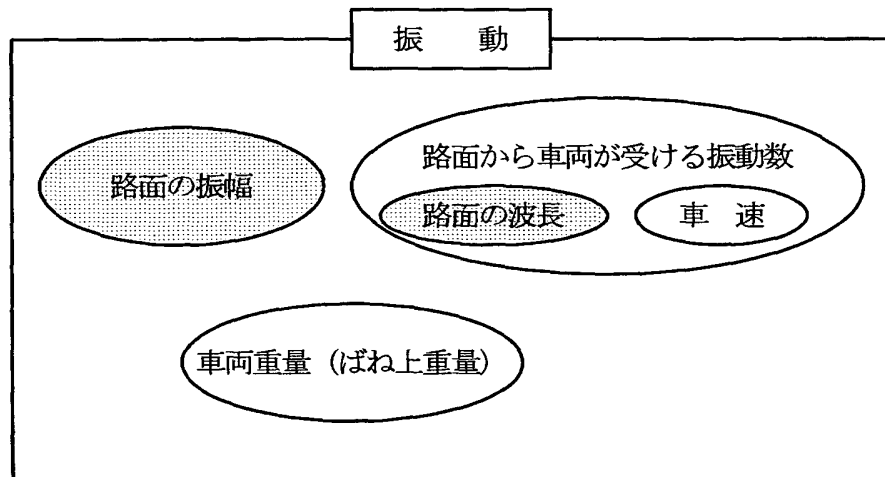 振　動
路面の振幅
路面から車両が受ける振動数
路面の波長
車　速
車両重量（ばね上重量）